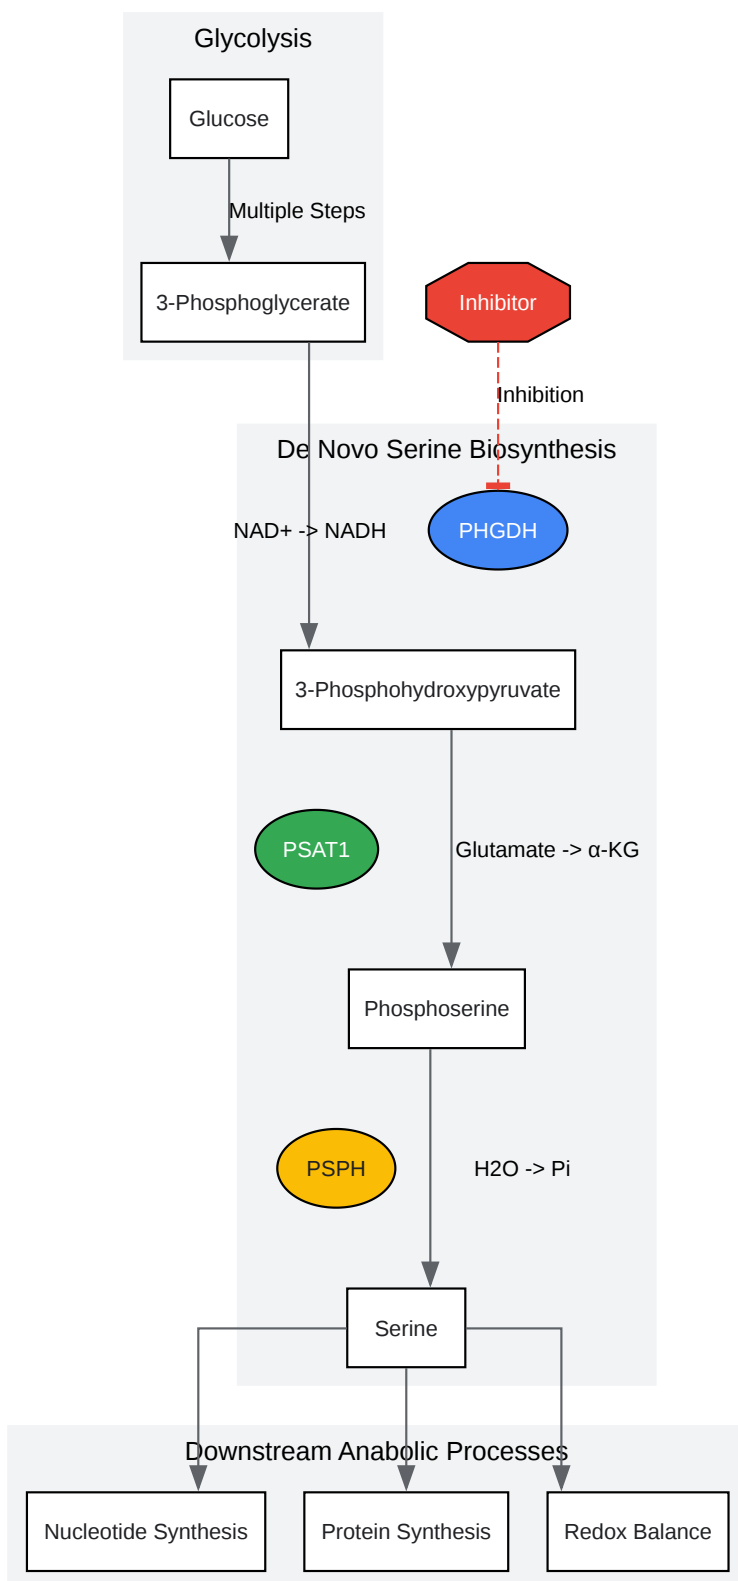 Glycolysis
Glucose
Multiple Steps
3-Phosphoglycerate
Inhibitor
Inhibition
De Novo Serine Biosynthesis
NAD+ -> NADH
PHGDH
3-Phosphohydroxypyruvate
PSAT1
Glutamate -> α-KG
Phosphoserine
PSPH
H2O -> Pi
Serine
Downstream Anabolic Processes
Nucleotide Synthesis
Protein Synthesis
Redox Balance